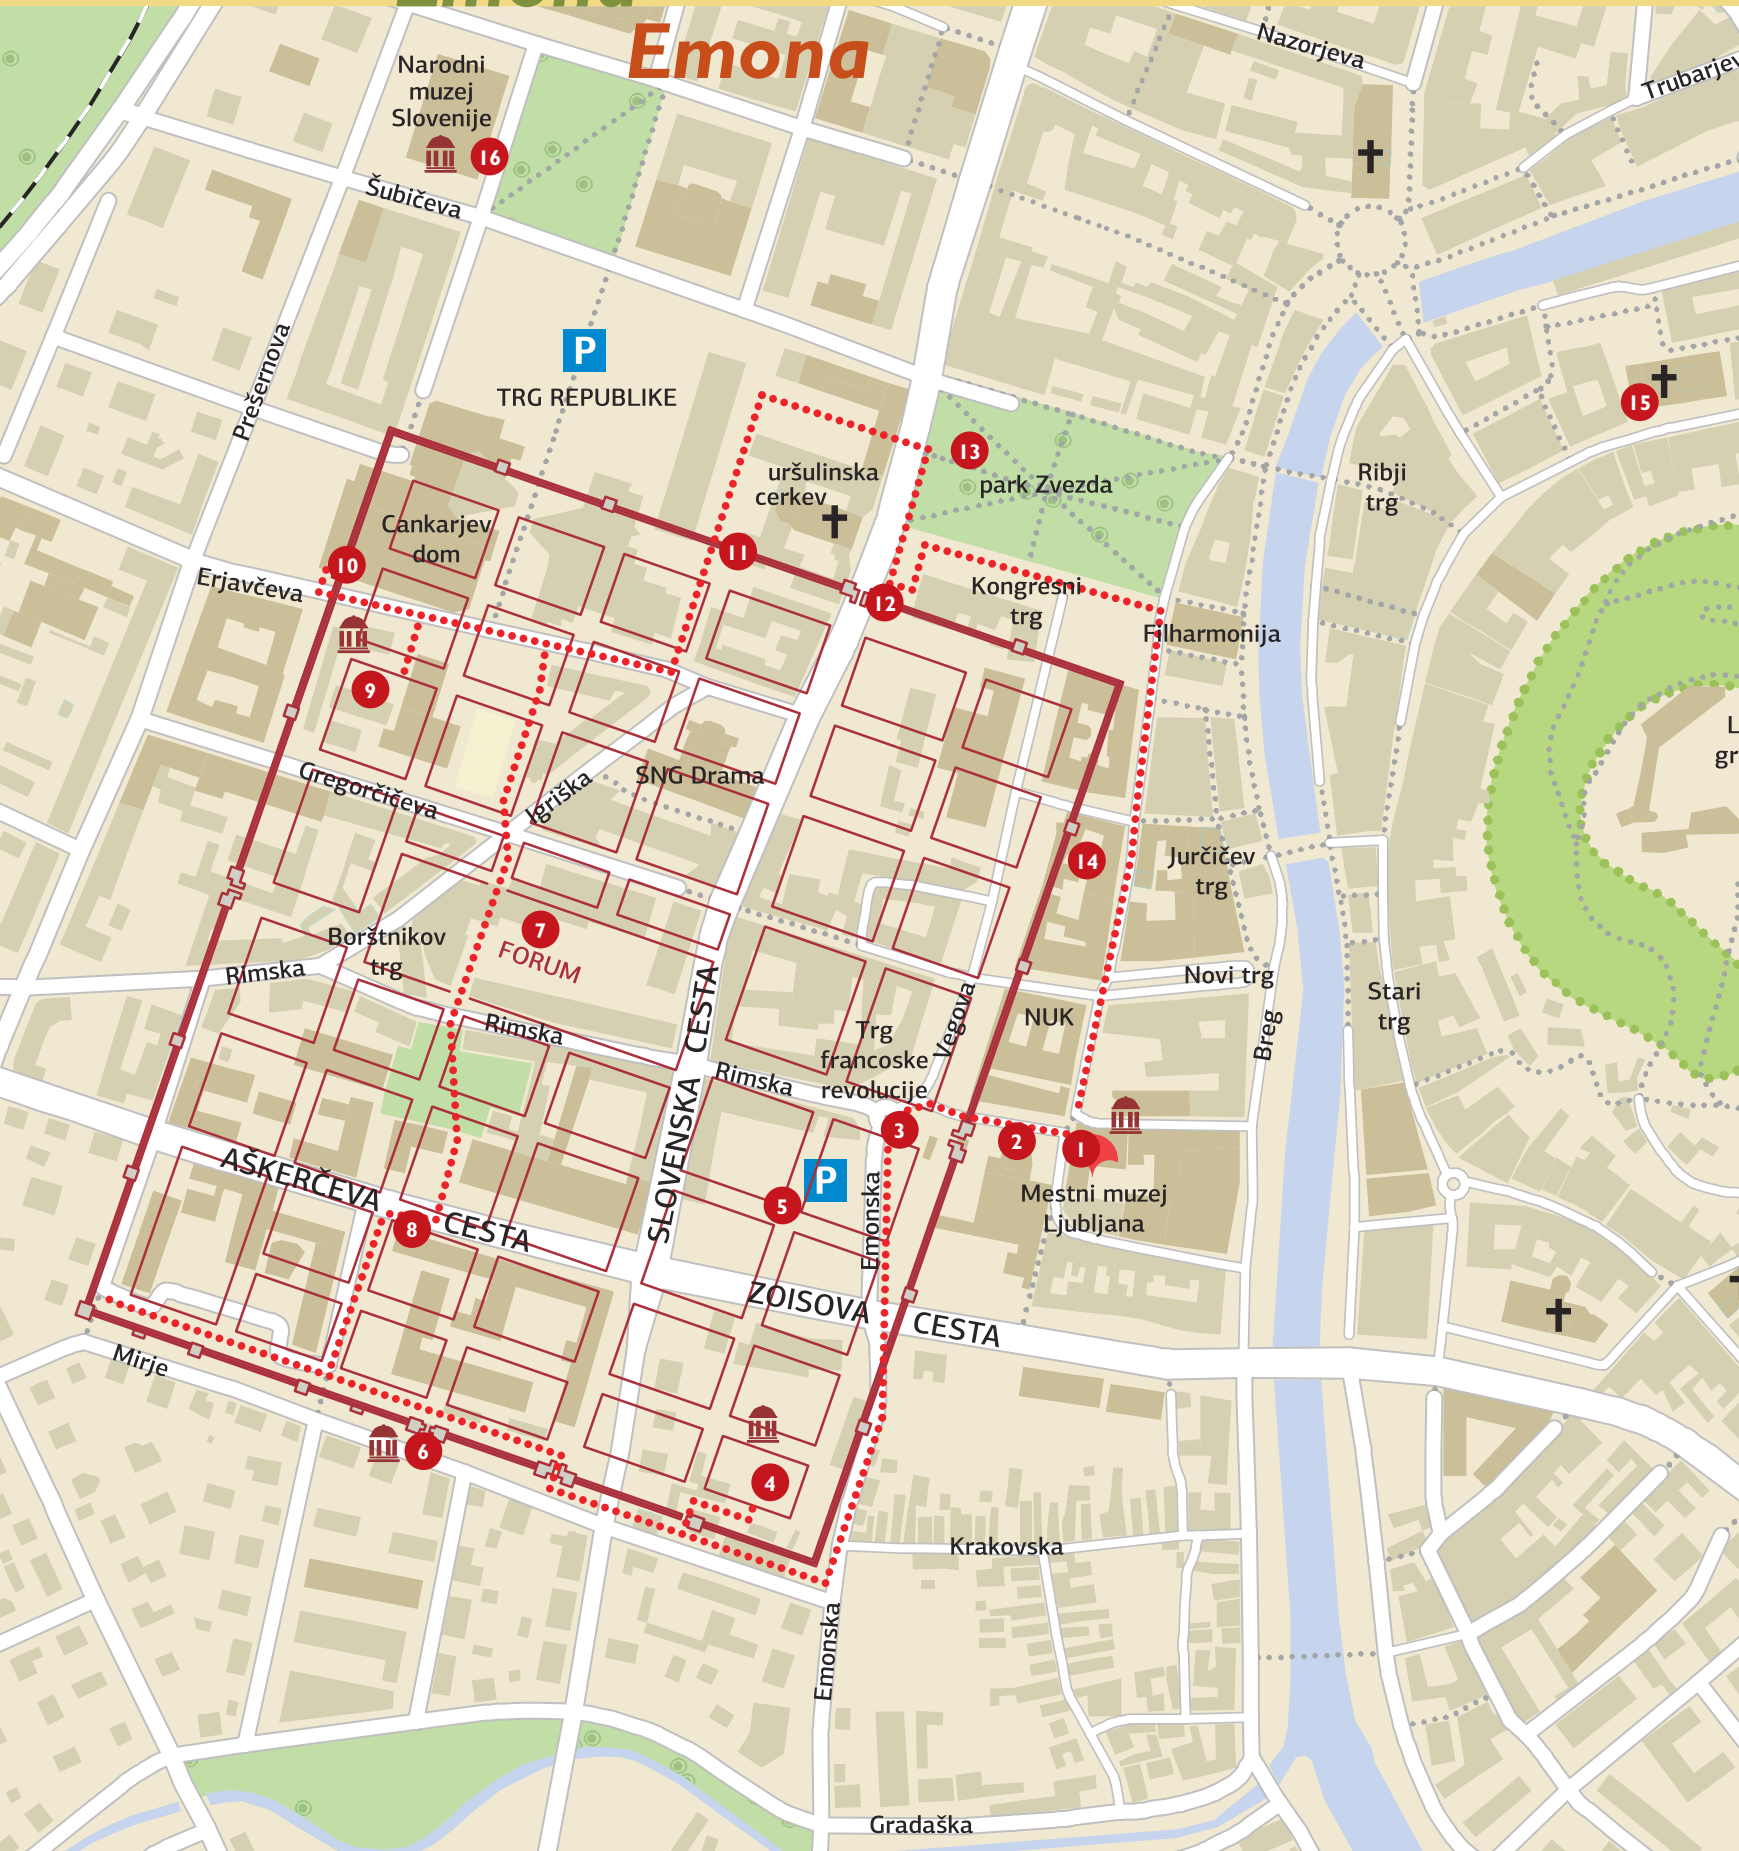 Emona
Emona
Nazorjeva
Narodni
muzej
Slovenije
16
Šubičeva
Prešernova
P
TRG REPUBLIKE
15
13
park Zvezda
uršulinska
cerkev
Ribji
trg
Cankarjev
dom
10
11
12
Erjavčeva
Kongresni
trg
Filharmonija
9
SNG Drama
Gregorčičeva
Igriška
14
Jurčičev
trg
7
FORUM
Borštnikov
trg
Rimska
Rimska
Novi trg
Stari
trg
SLOVENSKA CESTA
Vegova
NUK
Breg
Trg
francoske
revolucije
Rimska
3
2
1
Mestni muzej
Ljubljana
P
5
Emonska
AŠKERČEVA CESTA
8
ZOISOVA CESTA
Mirje
6
4
Krakovska
Emonska
Gradaška